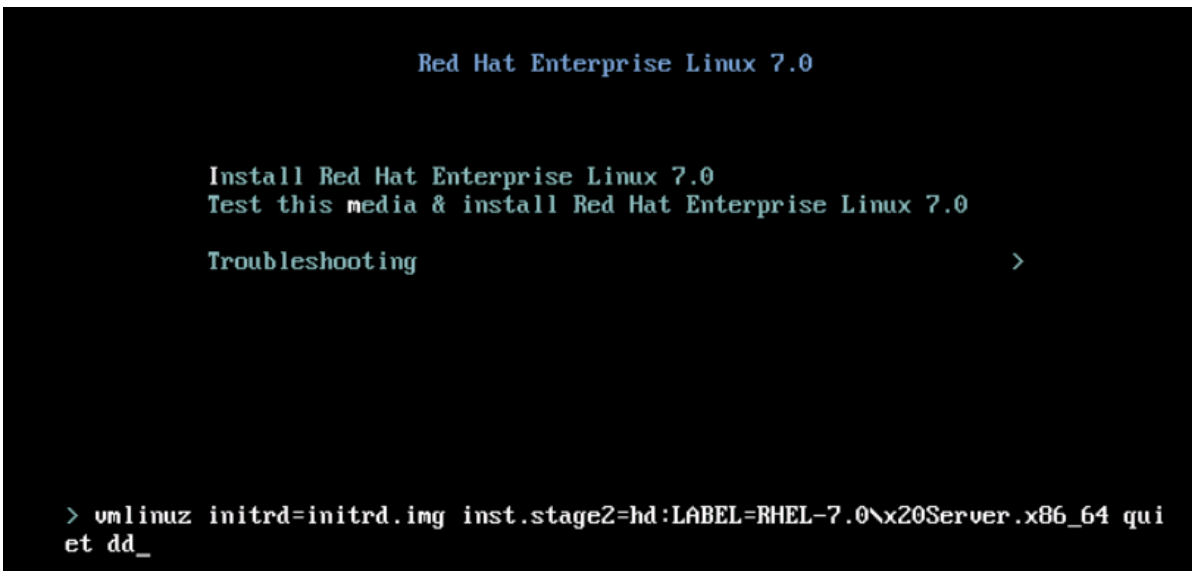 Red Hat Enterprise Linux 7.0
Install Red Hat Enterprise Linux 7.0
Test this media & install Red Hat Enterprise Linux 7.0
Troubleshooting >
> vmlinuz initrd=initrd.img inst.stage2=hd:LABEL=RHEL-7.0\x20Server.x86_64 qui
et dd_